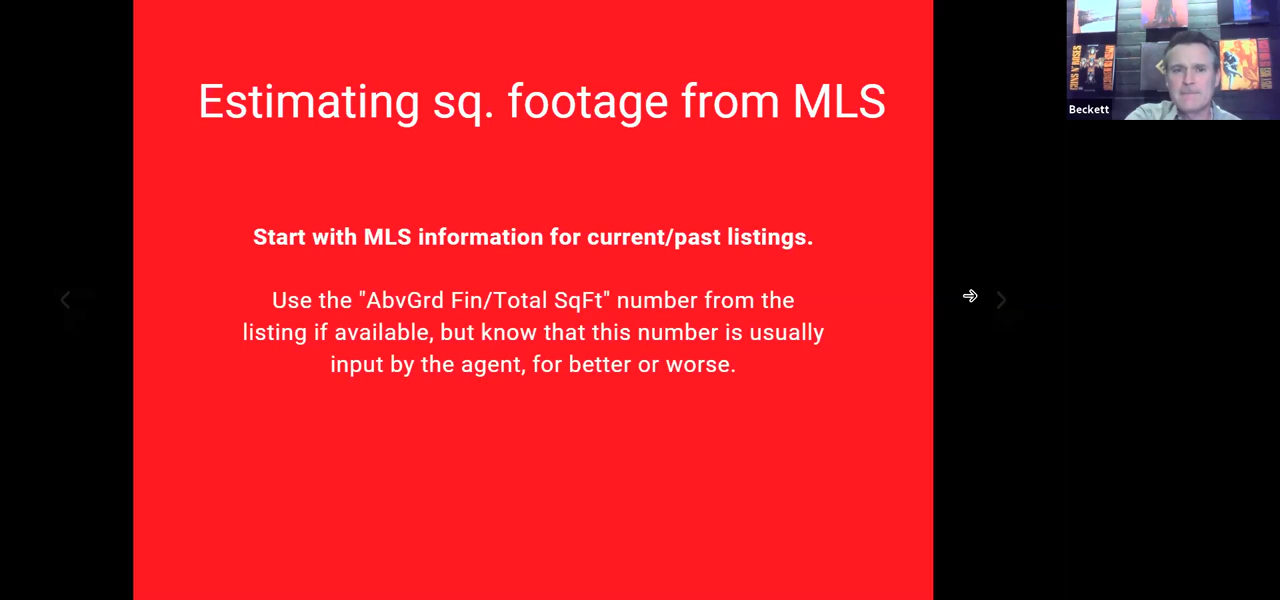 Estimating sq. footage from MLS
Start with MLS information for current/past listings.
Use the "AbvGrd Fin/Total SqFt" number from the
listing if available, but know that this number is usually
input by the agent, for better or worse.
Beckett
GUNS N' ROSES